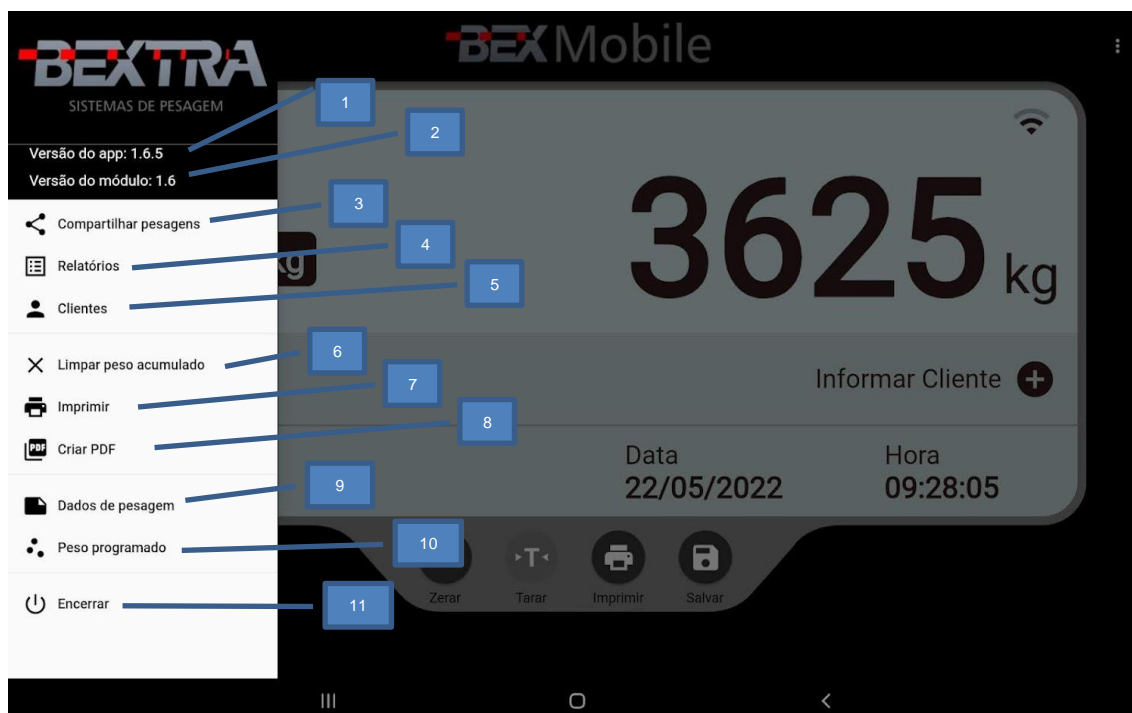 BEXTRA
SISTEMAS DE PESAGEM
Versão do app: 1.6.5
Versão do módulo: 1.6
Compartilhar pesagens
Relatórios
Clientes
Limpar peso acumulado
Imprimir
PDF Criar PDF
Dados de pesagem
Peso programado
Encerrar
1
2
3
4
5
6
7
8
9
10
11
BEX Mobile
kg
3625 kg
Informar Cliente
Data
22/05/2022
Hora
09:28:05
T
Zerar
Tarar
Imprimir
Salvar